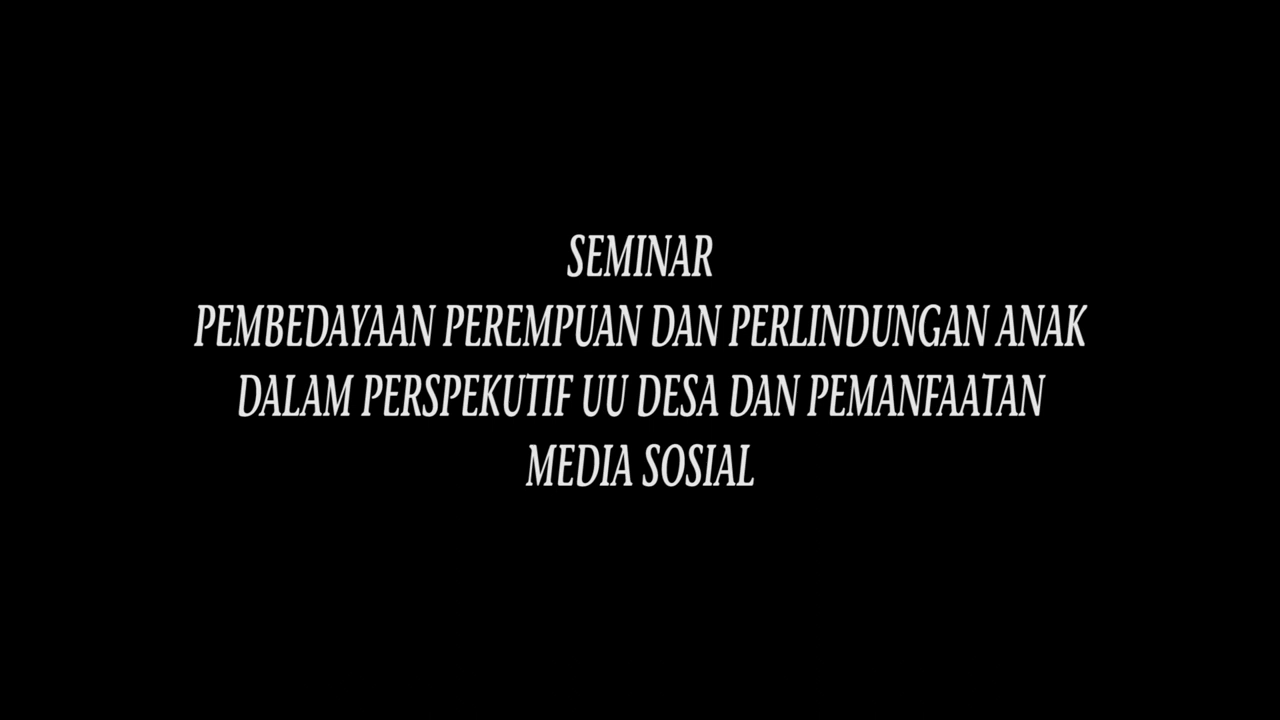 SEMINAR
PEMBEDAYAAN PEREMPUAN DAN PERLINDUNGAN ANAK
DALAM PERSPEKUTIF UU DESA DAN PEMANFAATAN
MEDIA SOSIAL